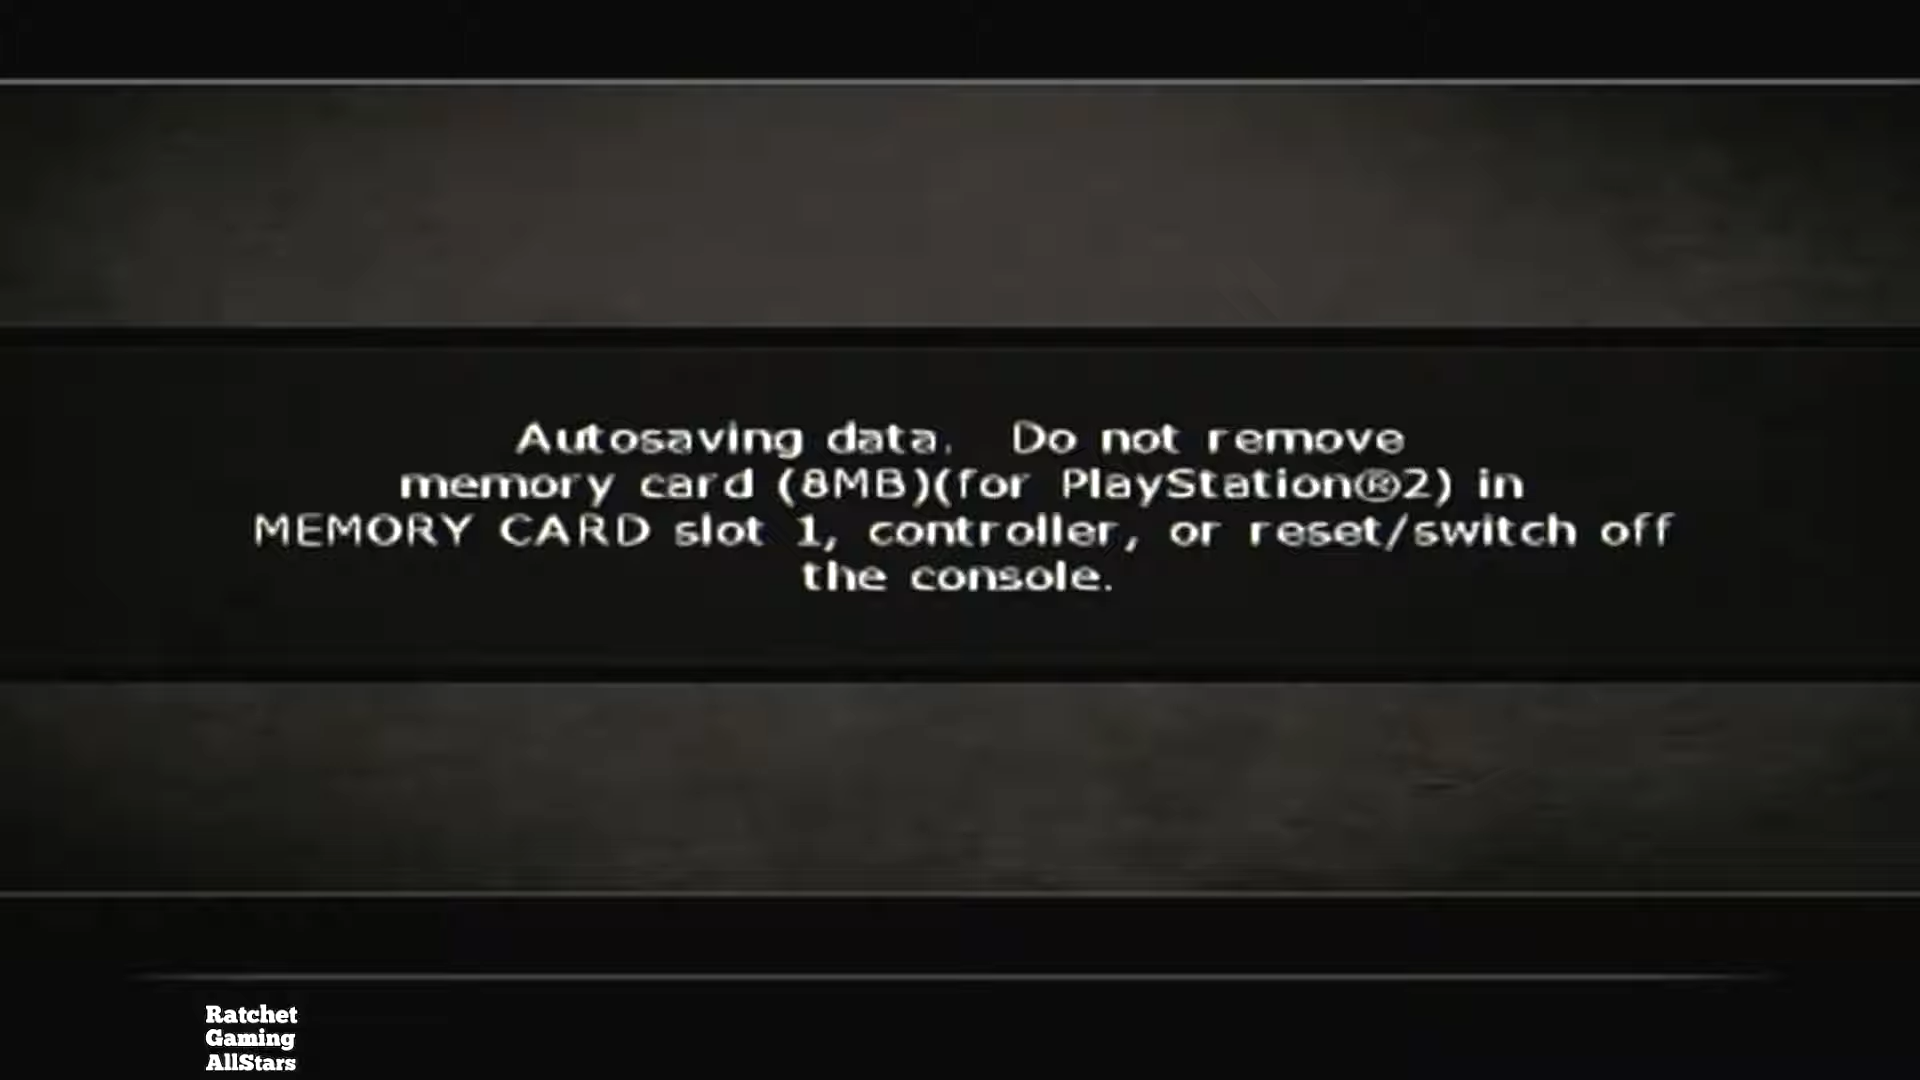 Autosaving data. Do not remove
memory card (8MB)(for PlayStation®2) in
MEMORY CARD slot 1, controller, or reset/switch off
the console.
Ratchet
Gaming
AllStars